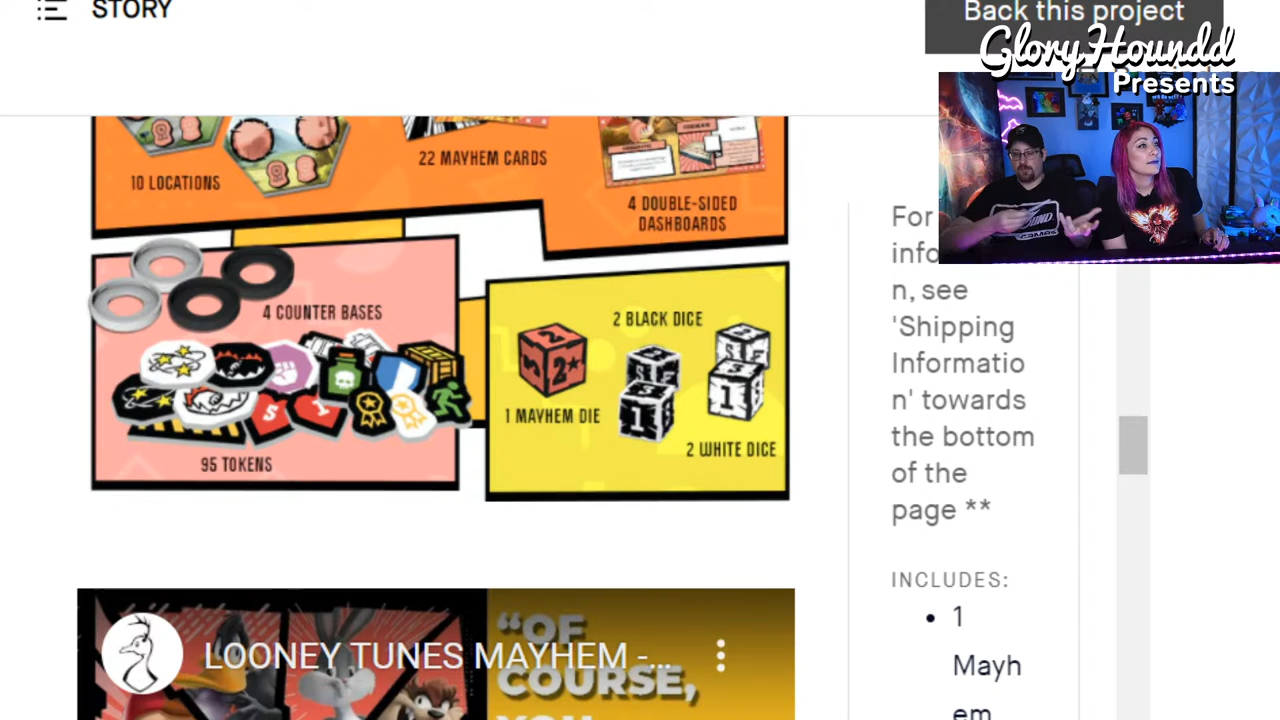 STORY
Back this project
GloryHoundd
Presents
22 MAYHEM CARDS
10 LOCATIONS
4 DOUBLE-SIDED
DASHBOARDS
4 COUNTER BASES
2 BLACK DICE
1 MAYHEM DIE
2 WHITE DICE
95 TOKENS
For
info
n, see
'Shipping
Informatio
n' towards
the bottom
of the
page **
INCLUDES:
• 1
Mayh
em
LOONEY TUNES MAYHEM -...
“OF
COURSE,
YOU